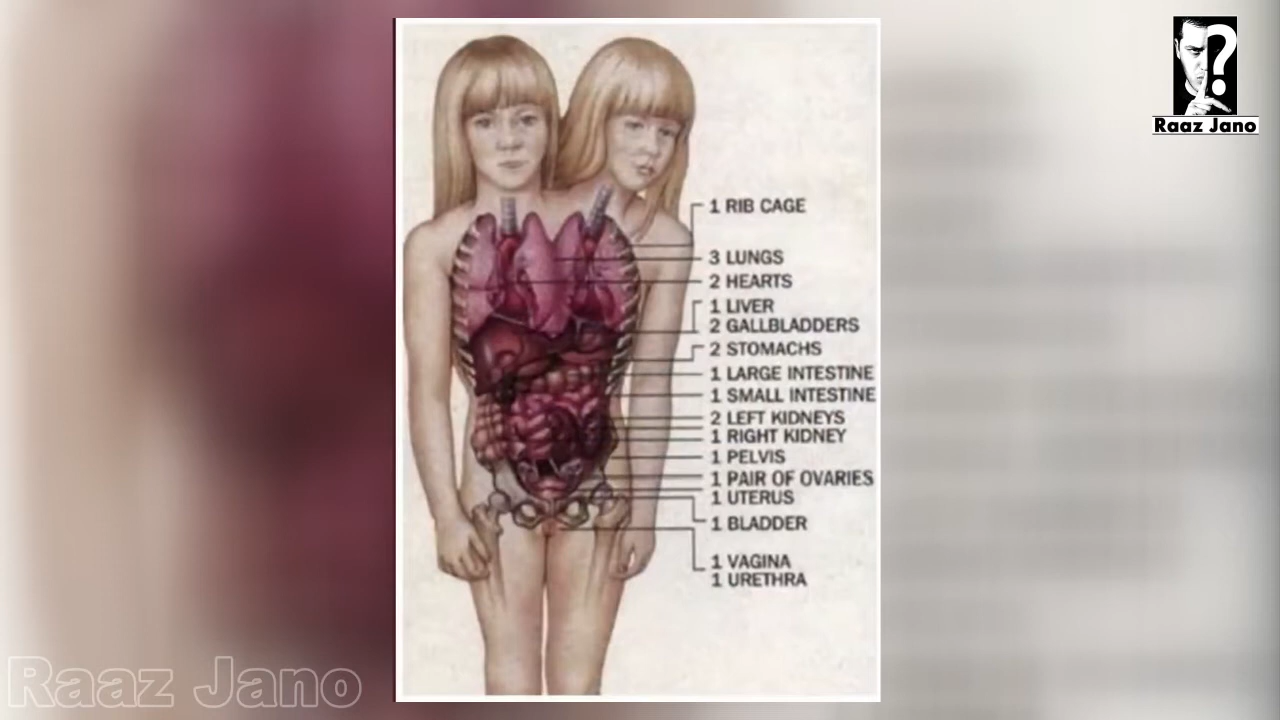 Raaz Jano
1 RIB CAGE
3 LUNGS
2 HEARTS
1 LIVER
2 GALLBLADDERS
2 STOMACHS
1 LARGE INTESTINE
1 SMALL INTESTINE
2 LEFT KIDNEYS
1 RIGHT KIDNEY
1 PELVIS
1 PAIR OF OVARIES
1 UTERUS
1 BLADDER
1 VAGINA
1 URETHRA
Raaz Jano